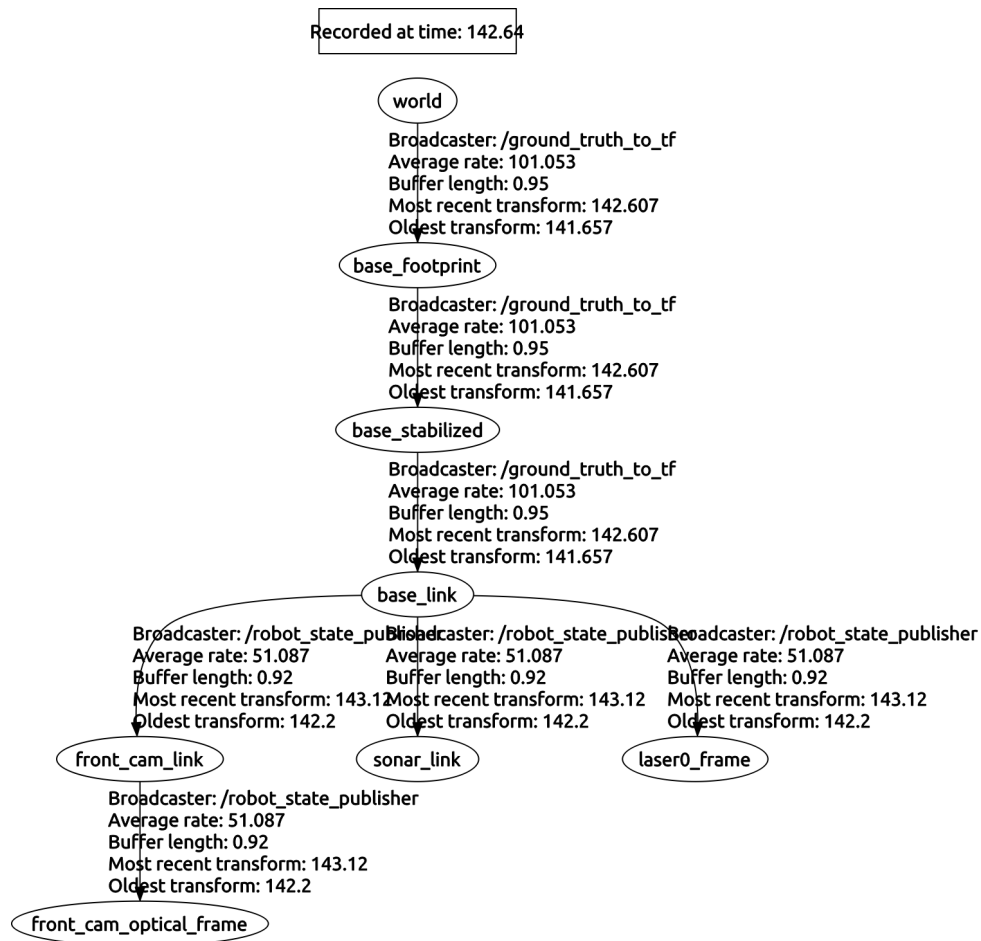 Recorded at time: 142.64
world
Broadcaster: /ground_truth_to_tf
Average rate: 101.053
Buffer length: 0.95
Most recent transform: 142.607
Oldest transform: 141.657
base_footprint
Broadcaster: /ground_truth_to_tf
Average rate: 101.053
Buffer length: 0.95
Most recent transform: 142.607
Oldest transform: 141.657
base_stabilized
Broadcaster: /ground_truth_to_tf
Average rate: 101.053
Buffer length: 0.95
Most recent transform: 142.607
Oldest transform: 141.657
base_link
Broadcaster: /robot_state_publisher
Average rate: 51.087
Buffer length: 0.92
Most recent transform: 143.12
Oldest transform: 142.2
Broadcaster: /robot_state_publisher
Average rate: 51.087
Buffer length: 0.92
Most recent transform: 143.12
Oldest transform: 142.2
Broadcaster: /robot_state_publisher
Average rate: 51.087
Buffer length: 0.92
Most recent transform: 143.12
Oldest transform: 142.2
front_cam_link
sonar_link
laser0_frame
Broadcaster: /robot_state_publisher
Average rate: 51.087
Buffer length: 0.92
Most recent transform: 143.12
Oldest transform: 142.2
front_cam_optical_frame